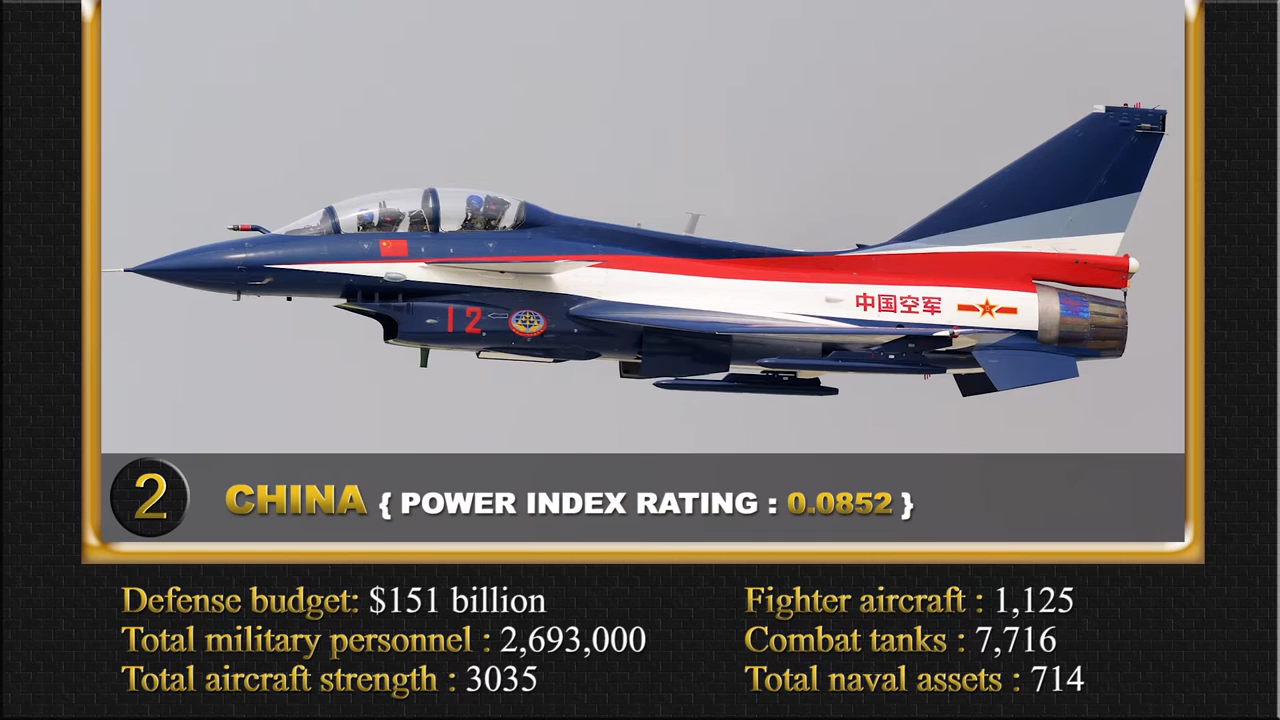 12
中国空军
2
CHINA { POWER INDEX RATING : 0.0852 }
Defense budget: $151 billion
Total military personnel : 2,693,000
Total aircraft strength : 3035
Fighter aircraft : 1,125
Combat tanks : 7,716
Total naval assets : 714